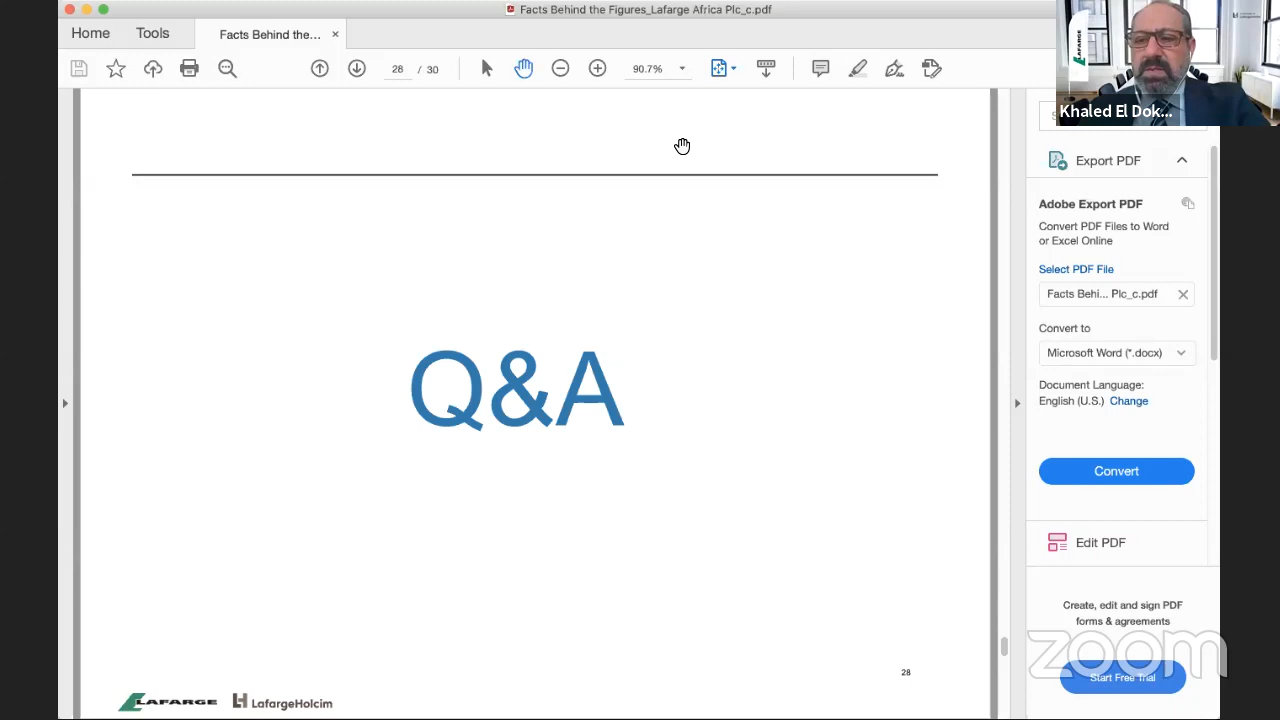 Facts Behind the Figures_Lafarge Africa Plc_c.pdf
Home
Tools
Facts Behind the...
28 / 30
90.7%
LAFARGE
Khaled El Dok...
Export PDF
Adobe Export PDF
Convert PDF Files to Word
or Excel Online
Select PDF File
Facts Behi... Plc_c.pdf
Convert to
Microsoft Word (*.docx)
Document Language:
English (U.S.) Change
Convert
Edit PDF
Create, edit and sign PDF
forms & agreements
Start Free Trial
zoom
Q&A
28
LAFARGE
LafargeHolcim